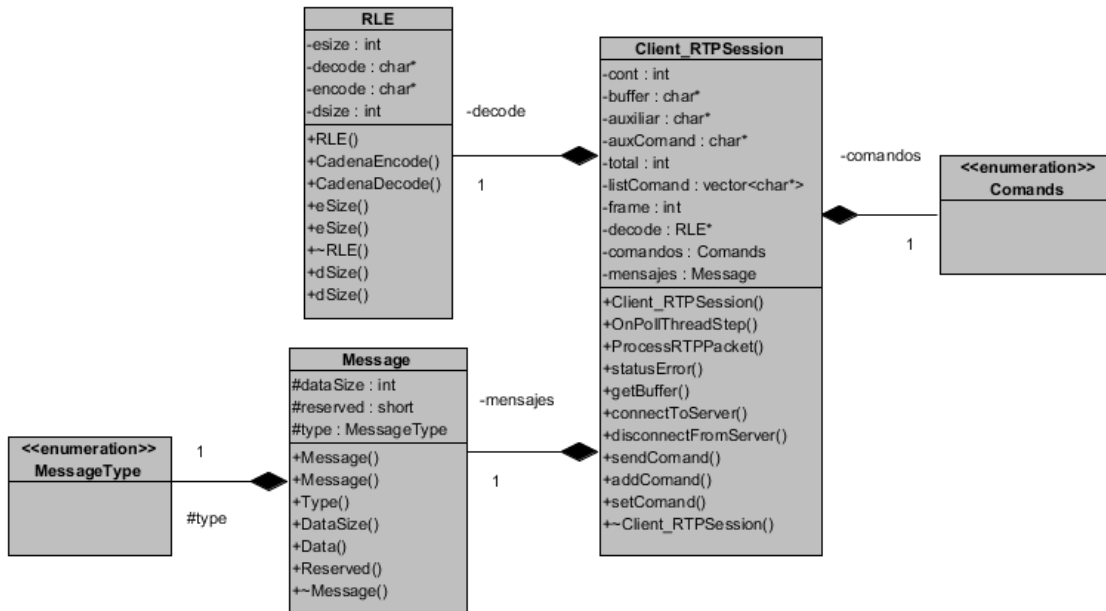 RLE
-esize : int
-decode : char*
-encode : char*
-dsize : int
+RLE()
+CadenaEncode()
+CadenaDecode()
+eSize()
+eSize()
+~RLE()
+dSize()
+dSize()
-decode
1
Client_RTPSession
-cont : int
-buffer : char*
-auxiliar : char*
-auxComand : char*
-total : int
-listComand : vector<char*>
-frame : int
-decode : RLE*
-comandos : Comands
-mensajes : Message
+Client_RTPSession()
+OnPollThreadStep()
+ProcessRTPPacket()
+statusError()
+getBuffer()
+connectToServer()
+disconnectFromServer()
+sendComand()
+addComand()
+setComand()
+~Client_RTPSession()
-comandos
1
<<enumeration>>
Comands
Message
#dataSize : int
#reserved : short
#type : MessageType
+Message()
+Message()
+Type()
+DataSize()
+Data()
+Reserved()
+~Message()
-mensajes
1
<<enumeration>>
MessageType
1
#type